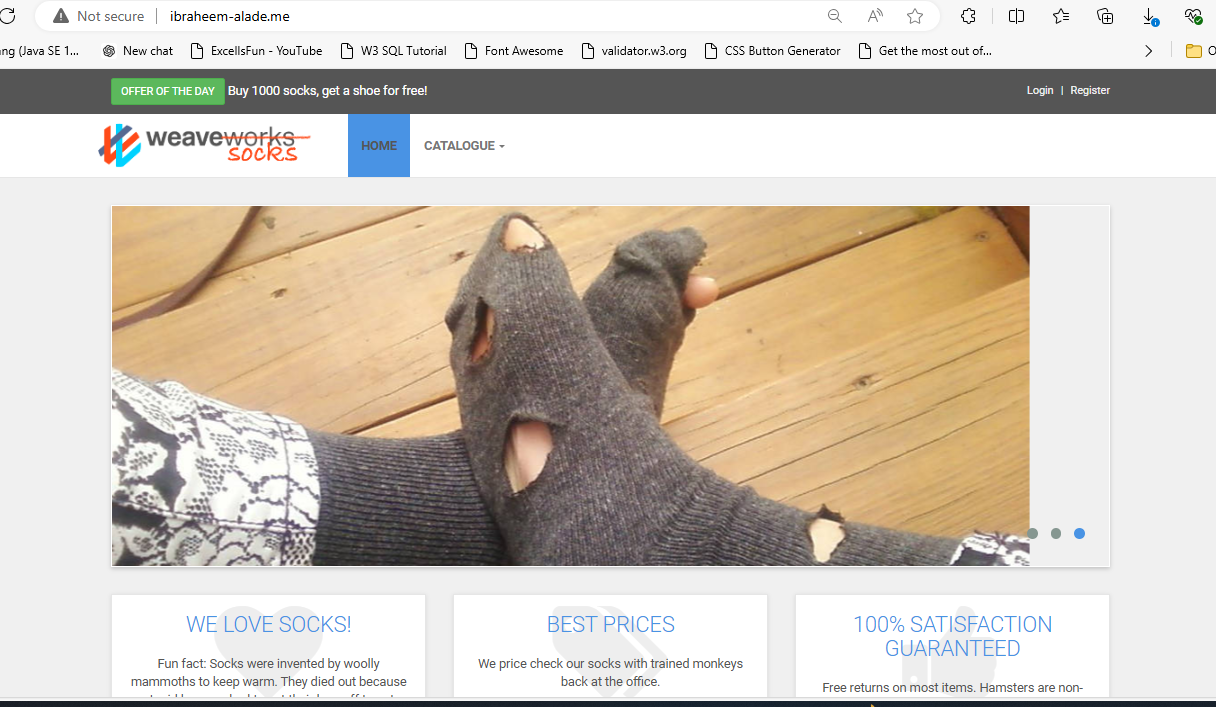 Not secure
ibraheem-alade.me
ng (Java SE 1...
New chat
ExcelIsFun - YouTube
W3 SQL Tutorial
Font Awesome
validator.w3.org
CSS Button Generator
Get the most out of...
OFFER OF THE DAY Buy 1000 socks, get a shoe for free!
Login | Register
weaveworks
socks
HOME
CATALOGUE
WE LOVE SOCKS!
Fun fact: Socks were invented by woolly
mammoths to keep warm. They died out because
BEST PRICES
We price check our socks with trained monkeys
back at the office.
100% SATISFACTION
GUARANTEED
Free returns on most items. Hamsters are non-